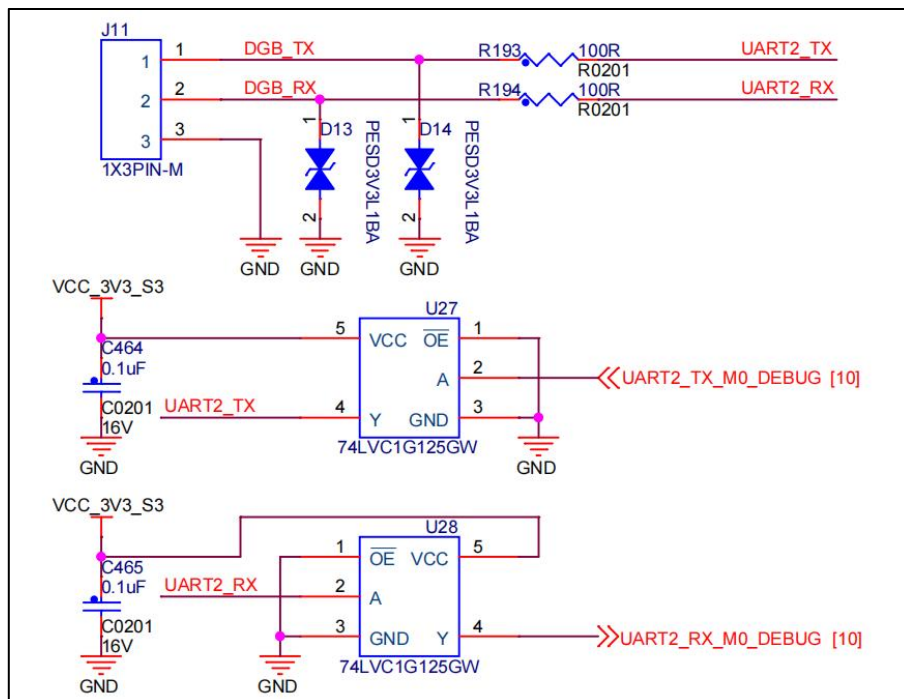 J11
1 1 DGB_TX R193 100R UART2_TX
R0201
2 2 DGB_RX R194 100R UART2_RX
R0201
3 3
1X3PIN-M
1 D13 PESD3V3L1BA 1 D14 PESD3V3L1BA
2 2
GND GND GND
VCC_3V3_S3
U27
5 VCC OE 1
C464
0.1uF
A 2 UART2_TX_M0_DEBUG [10]
C0201
16V
UART2_TX 4 Y GND 3
74LVC1G125GW
GND GND
VCC_3V3_S3
U28
1 OE VCC 5
C465
0.1uF
UART2_RX 2 A
C0201
16V
3 GND Y 4 UART2_RX_M0_DEBUG [10]
74LVC1G125GW
GND GND